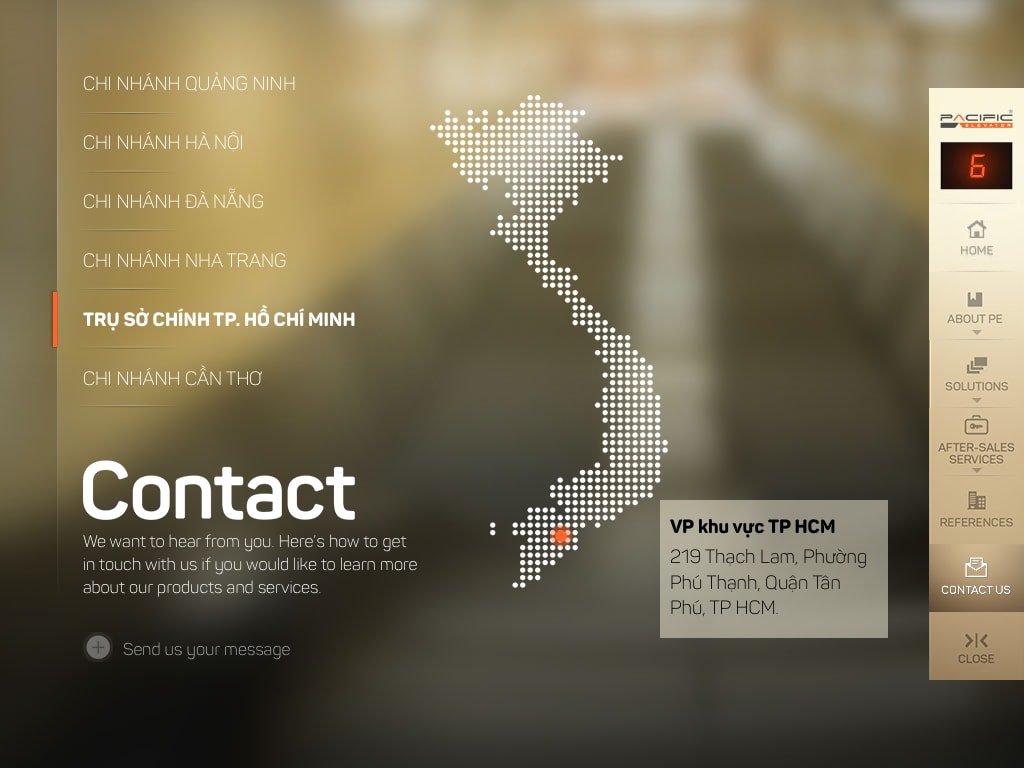 CHI NHÁNH QUẢNG NINH
CHI NHÁNH HÀ NỘI
CHI NHÁNH ĐÀ NẴNG
CHI NHÁNH NHA TRANG
TRỤ SỞ CHÍNH TP. HỒ CHÍ MINH
CHI NHÁNH CẦN THƠ
Contact
We want to hear from you. Here's how to get
in touch with us if you would like to learn more
about our products and services.
Send us your message
VP khu vực TP HCM
219 Thạch Lam, Phường
Phú Thạnh, Quận Tân
Phú, TP HCM.
PACIFIC
ELEVATOR
6
HOME
ABOUT PE
SOLUTIONS
AFTER-SALES
SERVICES
REFERENCES
CONTACT US
CLOSE